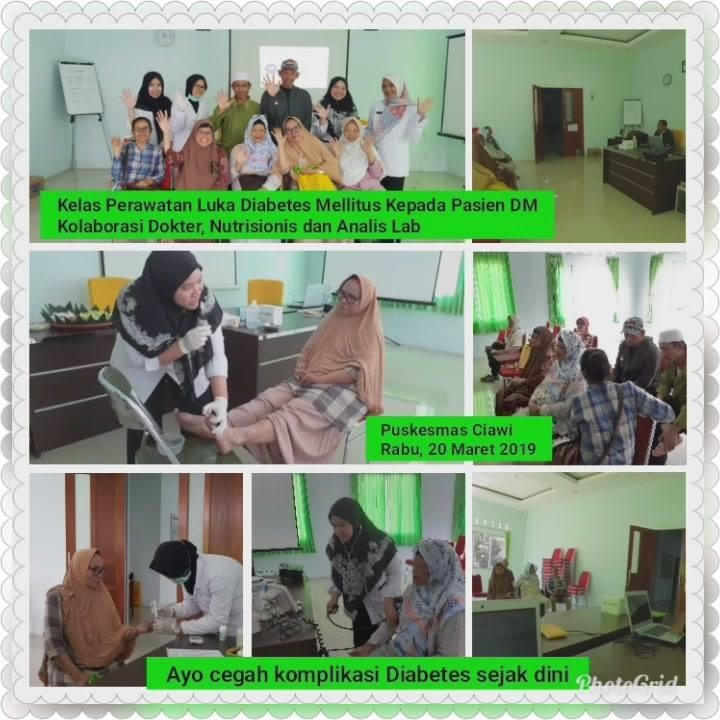 Kelas Perawatan Luka Diabetes Mellitus Kepada Pasien DM
Kolaborasi Dokter, Nutrisionis dan Analis Lab
Puskesmas Ciawi
Rabu, 20 Maret 2019
Ayo cegah komplikasi Diabetes sejak dini
PhotoGrid